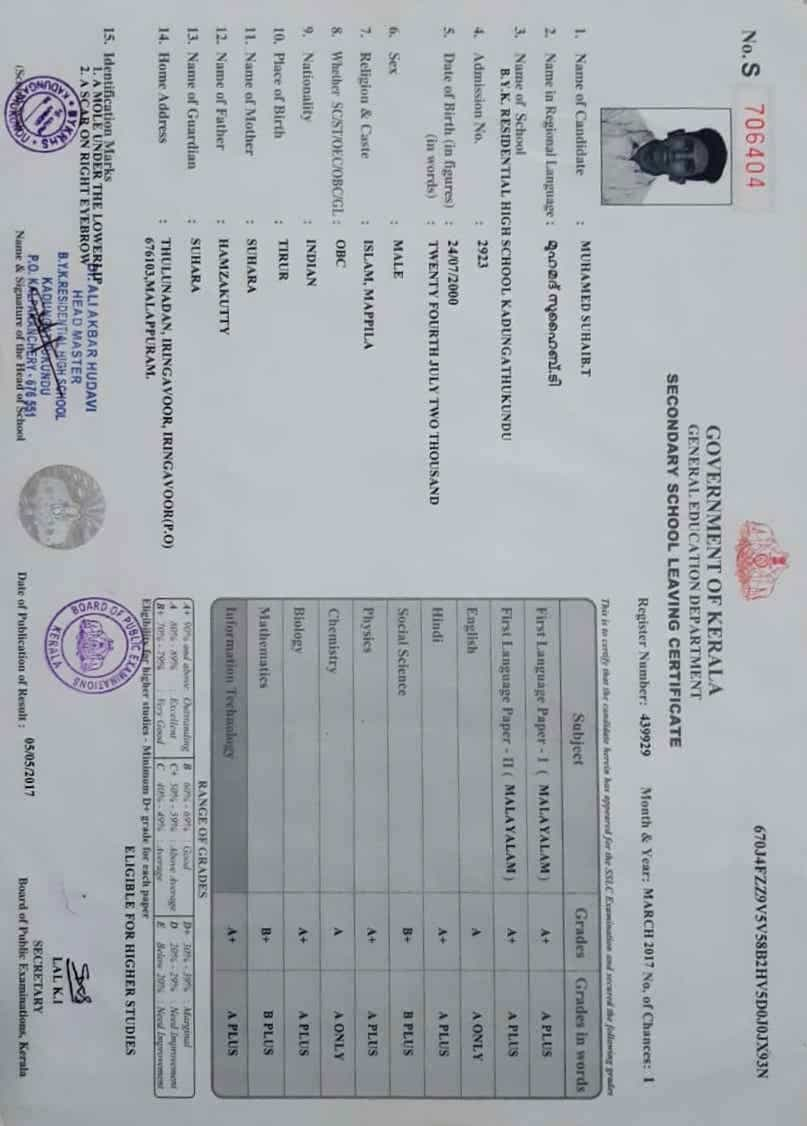 No. S 706404
670J4FZZ9V5V58B2HV5D0J0JX93N
GOVERNMENT OF KERALA
GENERAL EDUCATION DEPARTMENT
SECONDARY SCHOOL LEAVING CERTIFICATE
Register Number: 439929 Month & Year: MARCH 2017 No. of Chances: 1
This is to certify that the candidate herein has appeared for the SSLC Examination and secured the following grades
1. Name of Candidate : MUHAMED SUHAIB.T
2. Name in Regional Language : മുഹമദ് സുഹൈബ്.ടി
3. Name of School
B.Y.K. RESIDENTIAL HIGH SCHOOL KADUNGATHUKUNDU
4. Admission No. : 2923
5. Date of Birth (in figures) : 24/07/2000
(in words) : TWENTY FOURTH JULY TWO THOUSAND
6. Sex : MALE
7. Religion & Caste : ISLAM, MAPPILA
8. Whether SC/ST/OEC/OBC/GL : OBC
9. Nationality : INDIAN
10. Place of Birth : TIRUR
11. Name of Mother : SUHARA
12. Name of Father : HAMZAKUTTY
13. Name of Guardian : SUHARA
14. Home Address : THULUNADAN, IRINGAVOOR, IRINGAVOOR(P.O)
676103,MALAPPURAM.
15. Identification Marks
1. A MOLE UNDER THE LOWERLIP
2. A SCAR ON RIGHT EYEBROW
Subject Grades Grades in words
First Language Paper - I ( MALAYALAM ) A+ A PLUS
First Language Paper - II ( MALAYALAM ) A+ A PLUS
English A A ONLY
Hindi A+ A PLUS
Social Science B+ B PLUS
Physics A+ A PLUS
Chemistry A A ONLY
Biology A+ A PLUS
Mathematics B+ B PLUS
Information Technology A+ A PLUS
RANGE OF GRADES
A+ 90% and above: Outstanding B 60% - 69% : Good D+ 30% - 39% : Marginal
A 80% - 89% : Excellent C+ 50% - 59% : Above Average D 20% - 29% : Need Improvement
B+ 70% - 79% : Very Good C 40% - 49% : Average E Below 20% : Need Improvement
Eligibility for higher studies - Minimum D+ grade for each paper
ELIGIBLE FOR HIGHER STUDIES
ALI AKBAR HUDAVI
HEAD MASTER
B.Y.K.RESIDENTIAL HIGH SCHOOL
P.O. KALPAKANCHERY - 676 551
Name & Signature of the Head of School
BOARD OF PUBLIC EXAMINATIONS
KERALA
Date of Publication of Result : 05/05/2017
LAL K.I
SECRETARY
Board of Public Examinations, Kerala